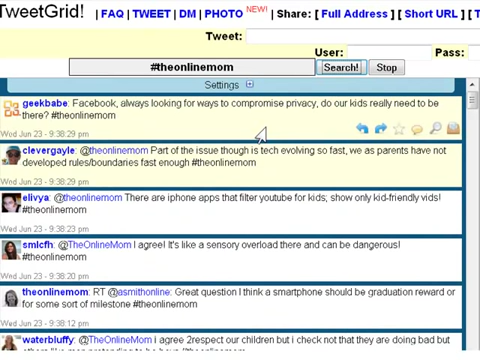 TweetGrid! | FAQ | TWEET | DM | PHOTO NEW! | Share: [ Full Address ] [ Short URL ] [ T
Tweet:
User: Pass:
#theonlinemom Search! Stop
Settings
geekbabe: Facebook, always looking for ways to compromise privacy, do our kids really need to be
there? #theonlinemom
Wed Jun 23 - 9:38:29 pm
clevergayle: @theonlinemom Part of the issue though is tech evolving so fast, we as parents have not
developed rules/boundaries fast enough #theonlinemom
Wed Jun 23 - 9:38:29 pm
elivya: @theonlinemom There are iphone apps that filter youtube for kids; show only kid-friendly vids!
#theonlinemom
Wed Jun 23 - 9:38:23 pm
smlcfh: @TheOnlineMom I agree! It's like a sensory overload there and can be dangerous!
#theonlinemom
Wed Jun 23 - 9:38:20 pm
theonlinemom: RT @asmithonline: Great question I think a smartphone should be graduation reward or
for some sort of milestone #theonlinemom
Wed Jun 23 - 9:38:12 pm
waterbluffy: @TheOnlineMom i agree 2respect our children but i check not that they are doing bad but